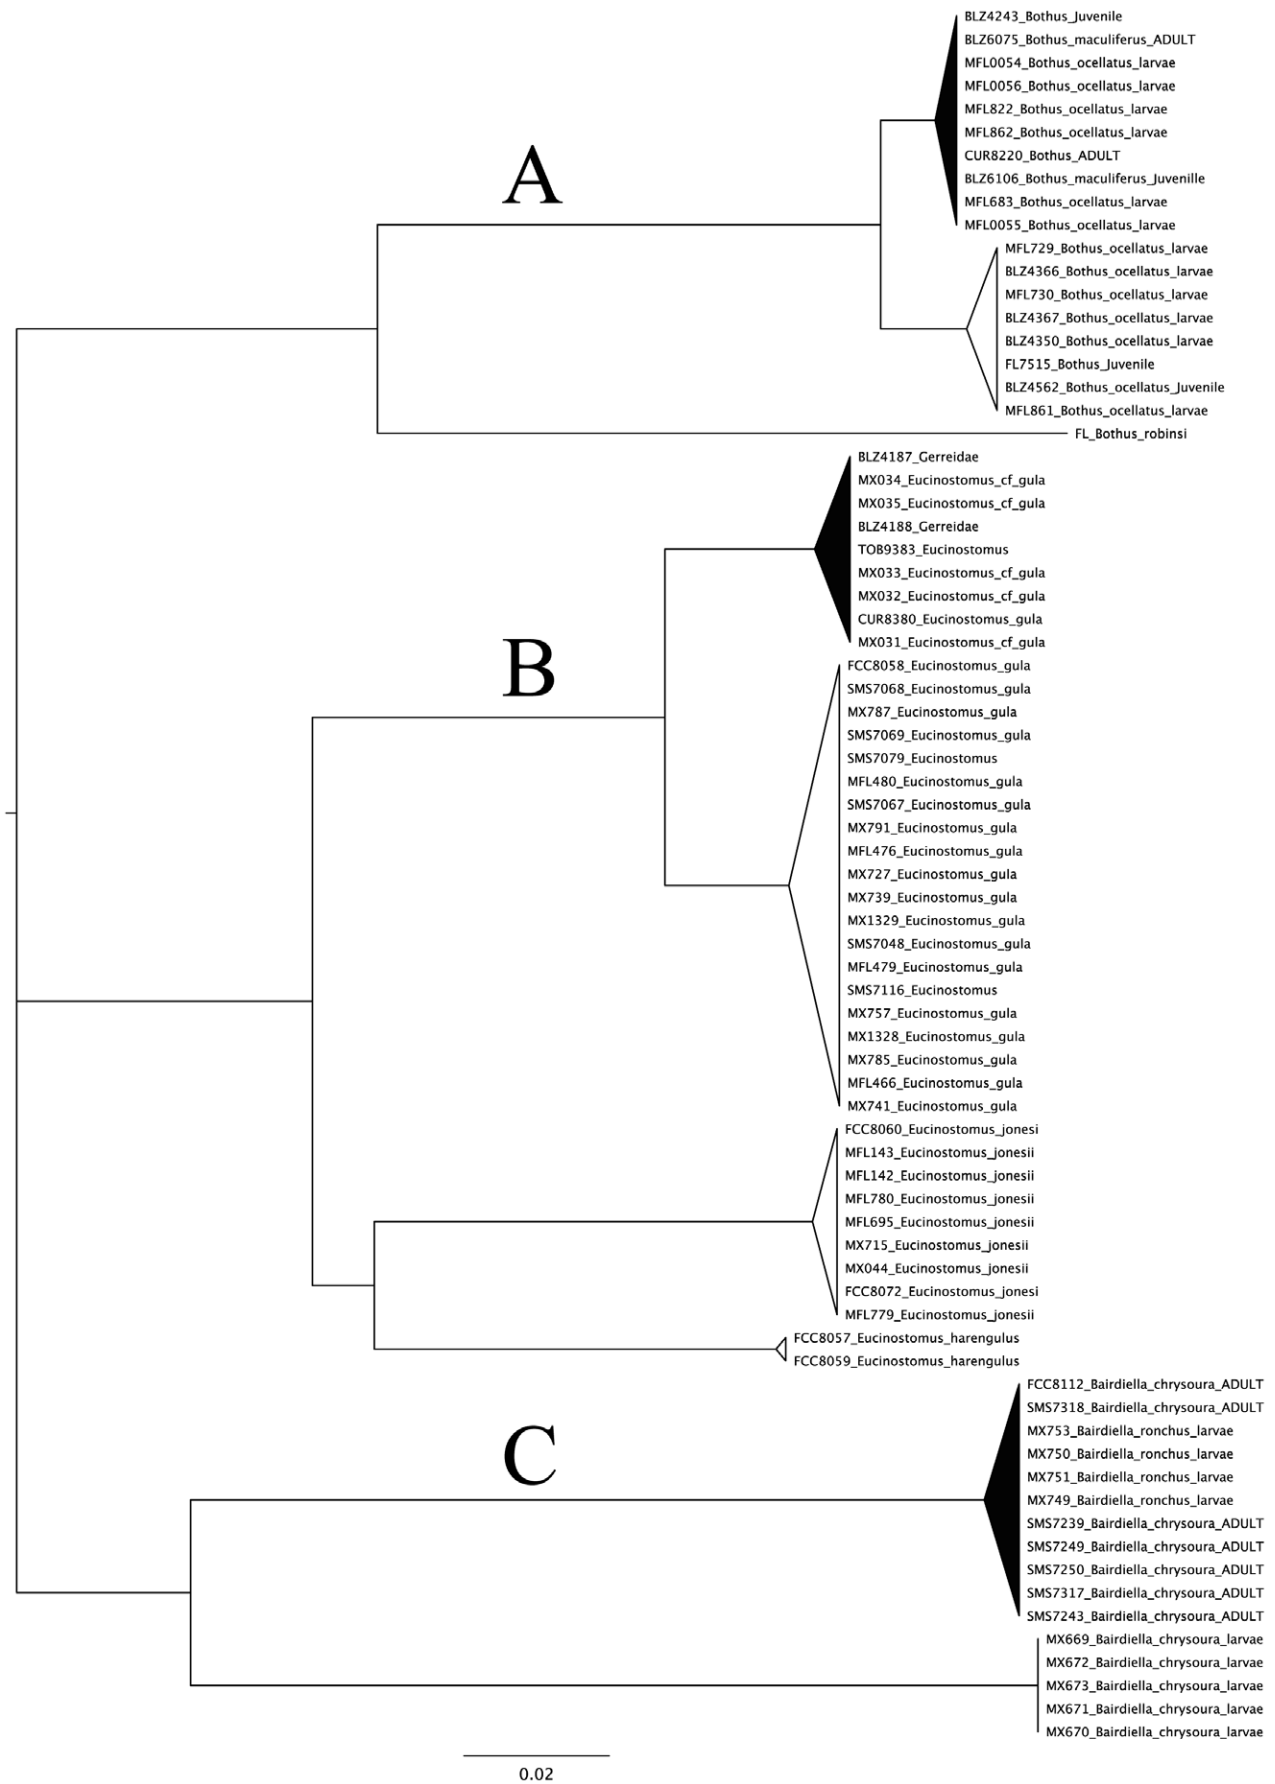 BLZ4243_Bothus_Juvenile
BLZ6075_Bothus_maculiferus_ADULT
MFL0054_Bothus_ocellatus_larvae
MFL0056_Bothus_ocellatus_larvae
MFL822_Bothus_ocellatus_larvae
MFL862_Bothus_ocellatus_larvae
CUR8220_Bothus_ADULT
A
BLZ6106_Bothus_maculiferus_Juvenille
MFL683_Bothus_ocellatus_larvae
MFL0055_Bothus_ocellatus_larvae
MFL729_Bothus_ocellatus_larvae
BLZ4366_Bothus_ocellatus_larvae
MFL730_Bothus_ocellatus_larvae
BLZ4367_Bothus_ocellatus_larvae
BLZ4350_Bothus_ocellatus_larvae
FL7515_Bothus_Juvenile
BLZ4562_Bothus_ocellatus_Juvenile
MFL861_Bothus_ocellatus_larvae
FL_Bothus_robinsi
BLZ4187_Gerreidae
MX034_Eucinostomus_cf_gula
MX035_Eucinostomus_cf_gula
BLZ4188_Gerreidae
TOB9383_Eucinostomus
MX033_Eucinostomus_cf_gula
MX032_Eucinostomus_cf_gula
CUR8380_Eucinostomus_gula
MX031_Eucinostomus_cf_gula
B
FCC8058_Eucinostomus_gula
SMS7068_Eucinostomus_gula
MX787_Eucinostomus_gula
SMS7069_Eucinostomus_gula
SMS7079_Eucinostomus
MFL480_Eucinostomus_gula
SMS7067_Eucinostomus_gula
MX791_Eucinostomus_gula
MFL476_Eucinostomus_gula
MX727_Eucinostomus_gula
MX739_Eucinostomus_gula
MX1329_Eucinostomus_gula
SMS7048_Eucinostomus_gula
MFL479_Eucinostomus_gula
SMS7116_Eucinostomus
MX757_Eucinostomus_gula
MX1328_Eucinostomus_gula
MX785_Eucinostomus_gula
MFL466_Eucinostomus_gula
MX741_Eucinostomus_gula
FCC8060_Eucinostomus_jonesi
MFL143_Eucinostomus_jonesii
MFL142_Eucinostomus_jonesii
MFL780_Eucinostomus_jonesii
MFL695_Eucinostomus_jonesii
MX715_Eucinostomus_jonesii
MX044_Eucinostomus_jonesii
FCC8072_Eucinostomus_jonesi
MFL779_Eucinostomus_jonesii
FCC8057_Eucinostomus_harengulus
FCC8059_Eucinostomus_harengulus
FCC8112_Bairdiella_chrysoura_ADULT
SMS7318_Bairdiella_chrysoura_ADULT
MX753_Bairdiella_ronchus_larvae
C
MX750_Bairdiella_ronchus_larvae
MX751_Bairdiella_ronchus_larvae
MX749_Bairdiella_ronchus_larvae
SMS7239_Bairdiella_chrysoura_ADULT
SMS7249_Bairdiella_chrysoura_ADULT
SMS7250_Bairdiella_chrysoura_ADULT
SMS7317_Bairdiella_chrysoura_ADULT
SMS7243_Bairdiella_chrysoura_ADULT
MX669_Bairdiella_chrysoura_larvae
MX672_Bairdiella_chrysoura_larvae
MX673_Bairdiella_chrysoura_larvae
MX671_Bairdiella_chrysoura_larvae
MX670_Bairdiella_chrysoura_larvae
0.02